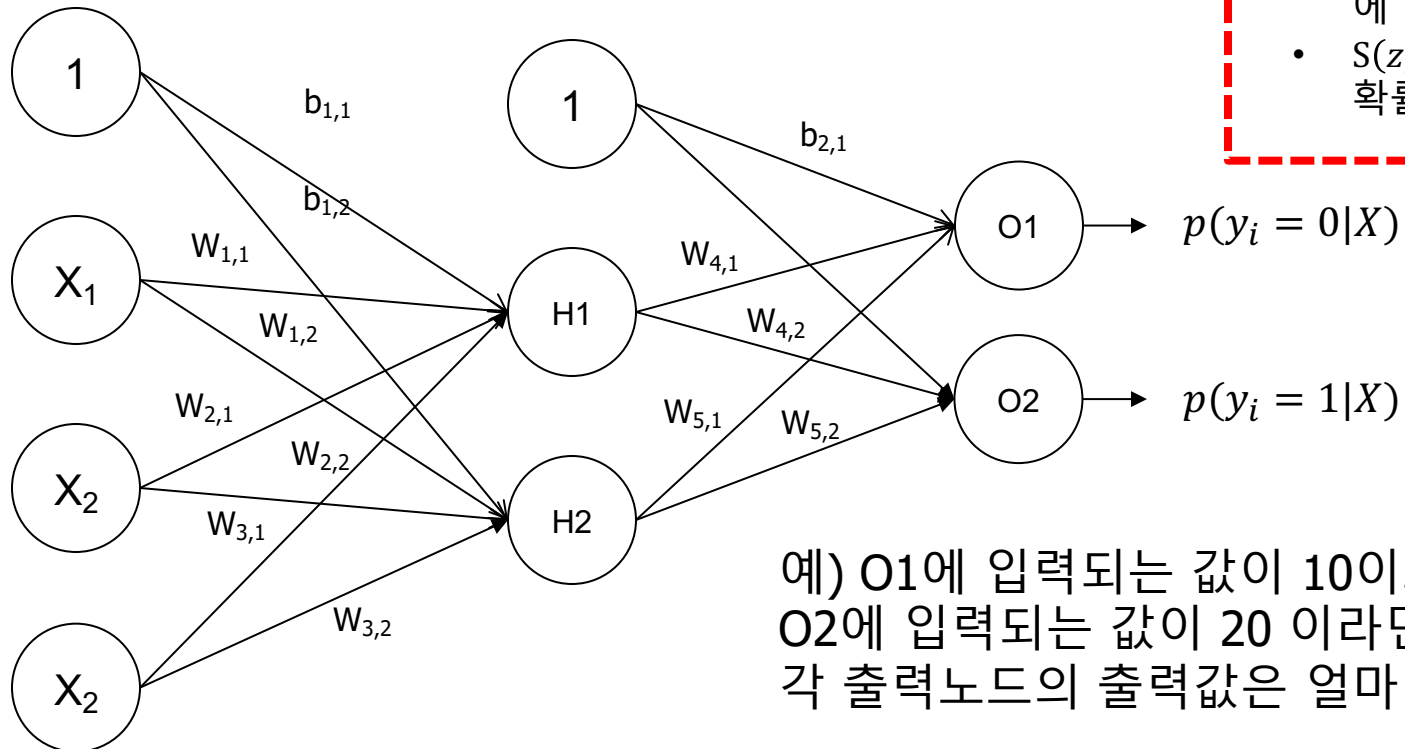 에
• S(z
확률
1
b1,1
1
b2,1
b1,2
O1
p(yᵢ = 0|X)
W1,1
W4,1
X1
H1
W1,2
W4,2
O2
p(yᵢ = 1|X)
W2,1
W5,1
W5,2
W2,2
X2
W3,1
H2
예) O1에 입력되는 값이 10이
W3,2
O2에 입력되는 값이 20 이라
X2
각 출력노드의 출력값은 얼마